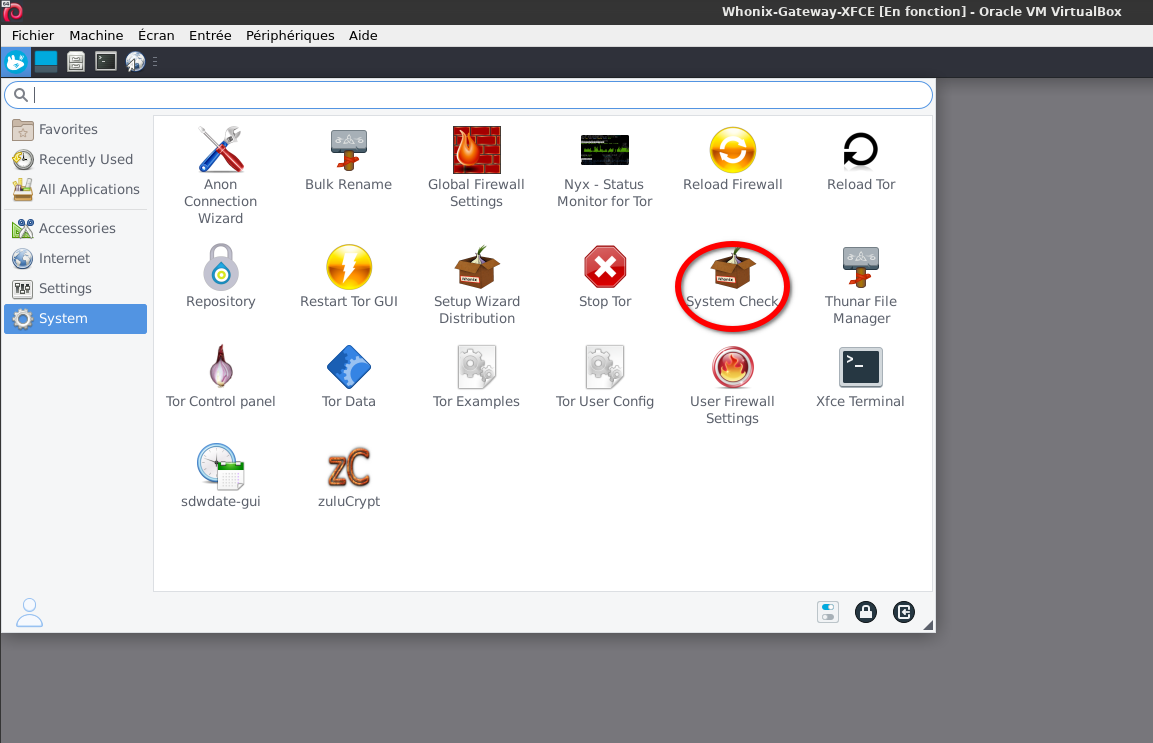 Whonix-Gateway-XFCE [En fonction] - Oracle VM VirtualBox
Fichier Machine Écran Entrée Périphériques Aide
Favorites
Recently Used
All Applications
Accessories
Internet
Settings
System
Anon
Connection
Wizard
Bulk Rename
Global Firewall
Settings
Nyx - Status
Monitor for Tor
Reload Firewall
Reload Tor
Repository
Restart Tor GUI
whonix
Setup Wizard
Distribution
Stop Tor
whonix
System Check
Thunar File
Manager
Tor Control panel
Tor Data
Tor Examples
Tor User Config
User Firewall
Settings
>_
Xfce Terminal
sdwdate-gui
zC
zuluCrypt